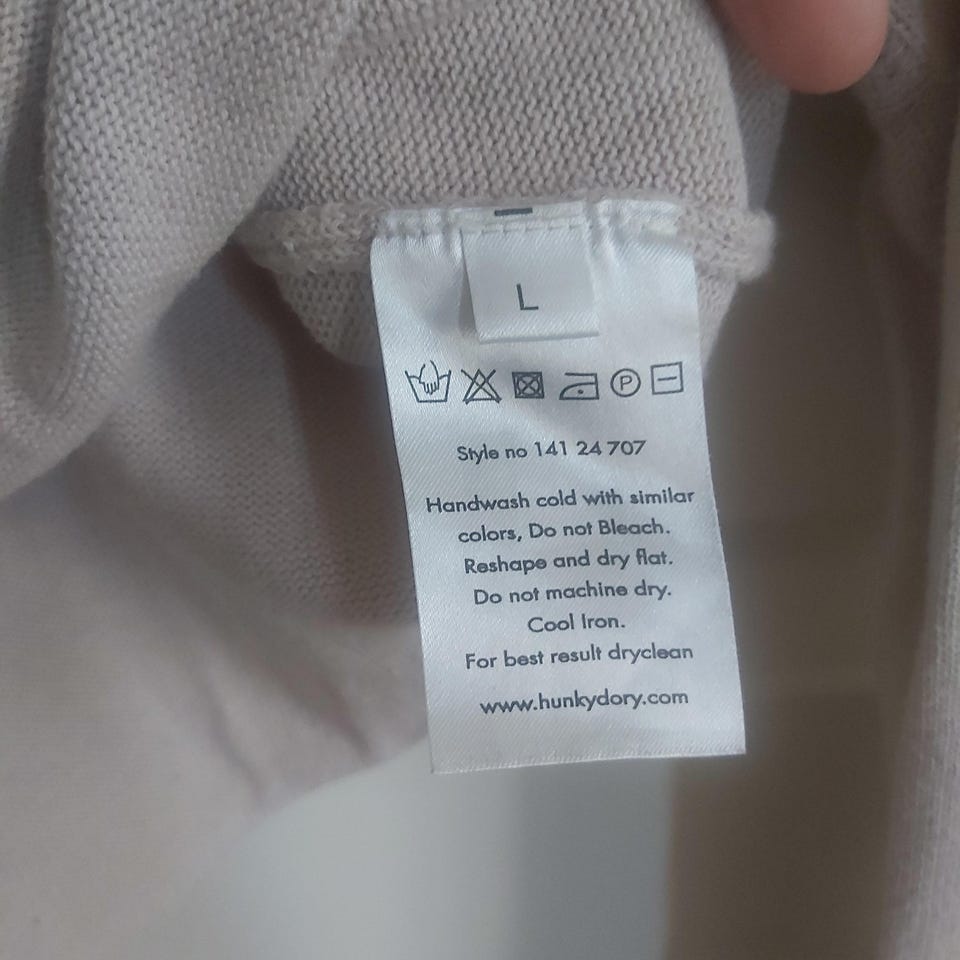 L
P
Style no 141 24 707
Handwash cold with similar
colors, Do not Bleach.
Reshape and dry flat.
Do not machine dry.
Cool Iron.
For best result dryclean
www.hunkydory.com